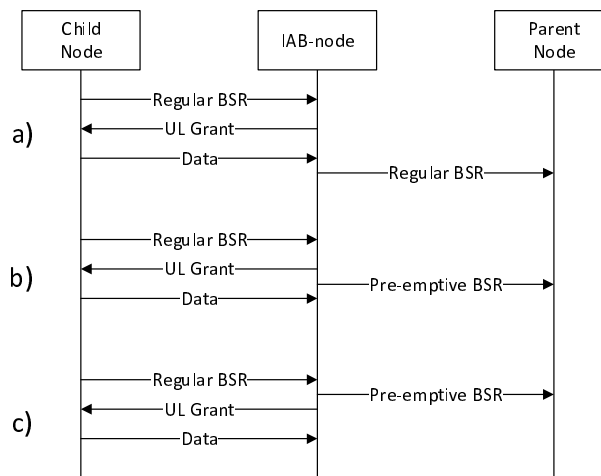 Child
Node
IAB-node
Parent
Node
a)
Regular BSR
UL Grant
Data
Regular BSR
b)
Regular BSR
UL Grant
Pre-emptive BSR
Data
c)
Regular BSR
Pre-emptive BSR
UL Grant
Data